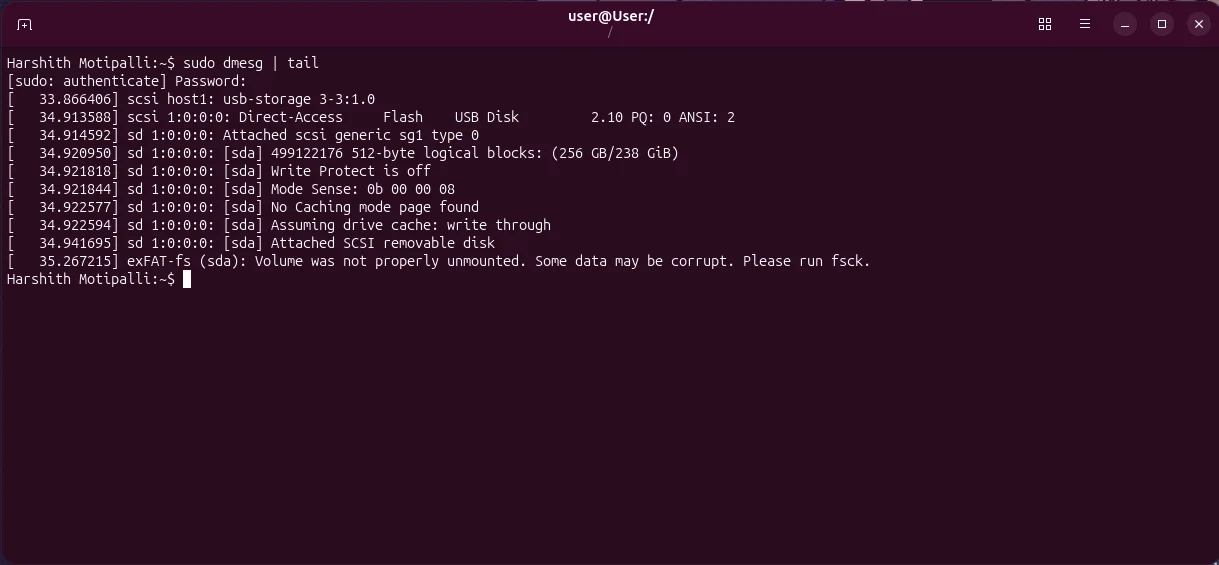 user@User:/
/
Harshith Motipalli:~$ sudo dmesg | tail
[sudo: authenticate] Password:
[   33.866406] scsi host1: usb-storage 3-3:1.0
[   34.913588] scsi 1:0:0:0: Direct-Access     Flash    USB Disk         2.10 PQ: 0 ANSI: 2
[   34.914592] sd 1:0:0:0: Attached scsi generic sg1 type 0
[   34.920950] sd 1:0:0:0: [sda] 499122176 512-byte logical blocks: (256 GB/238 GiB)
[   34.921818] sd 1:0:0:0: [sda] Write Protect is off
[   34.921844] sd 1:0:0:0: [sda] Mode Sense: 0b 00 00 08
[   34.922577] sd 1:0:0:0: [sda] No Caching mode page found
[   34.922594] sd 1:0:0:0: [sda] Assuming drive cache: write through
[   34.941695] sd 1:0:0:0: [sda] Attached SCSI removable disk
[   35.267215] exFAT-fs (sda): Volume was not properly unmounted. Some data may be corrupt. Please run fsck.
Harshith Motipalli:~$